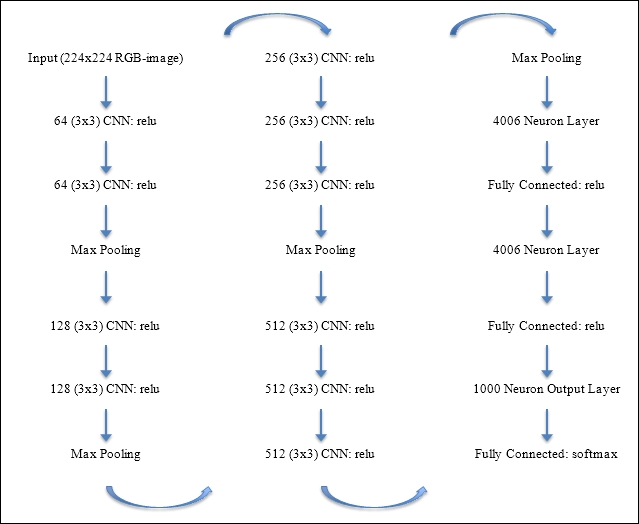 Input (224x224 RGB-image)
64 (3x3) CNN: relu
64 (3x3) CNN: relu
Max Pooling
128 (3x3) CNN: relu
128 (3x3) CNN: relu
Max Pooling
256 (3x3) CNN: relu
256 (3x3) CNN: relu
256 (3x3) CNN: relu
Max Pooling
512 (3x3) CNN: relu
512 (3x3) CNN: relu
512 (3x3) CNN: relu
Max Pooling
4006 Neuron Layer
Fully Connected: relu
4006 Neuron Layer
Fully Connected: relu
1000 Neuron Output Layer
Fully Connected: softmax